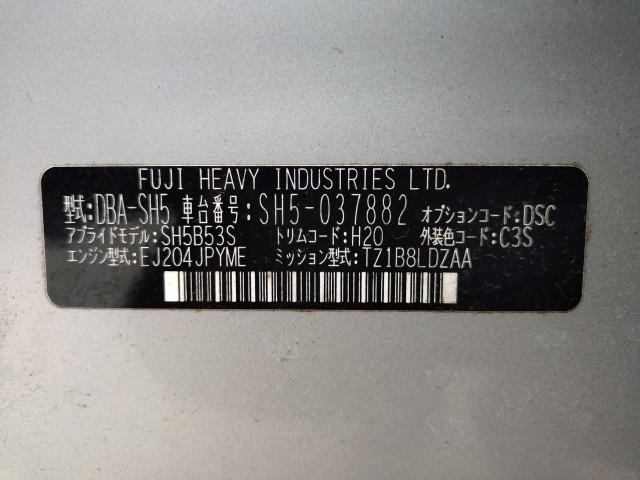 FUJI HEAVY INDUSTRIES LTD.
型式:DBA-SH5 車台番号:SH5-037882 オプションコード:DSC
アプライドモデル:SH5B53S トリムコード:H20 外装色コード:C3S
エンジン型式:EJ204JPYME ミッション型式:TZ1B8LDZAA